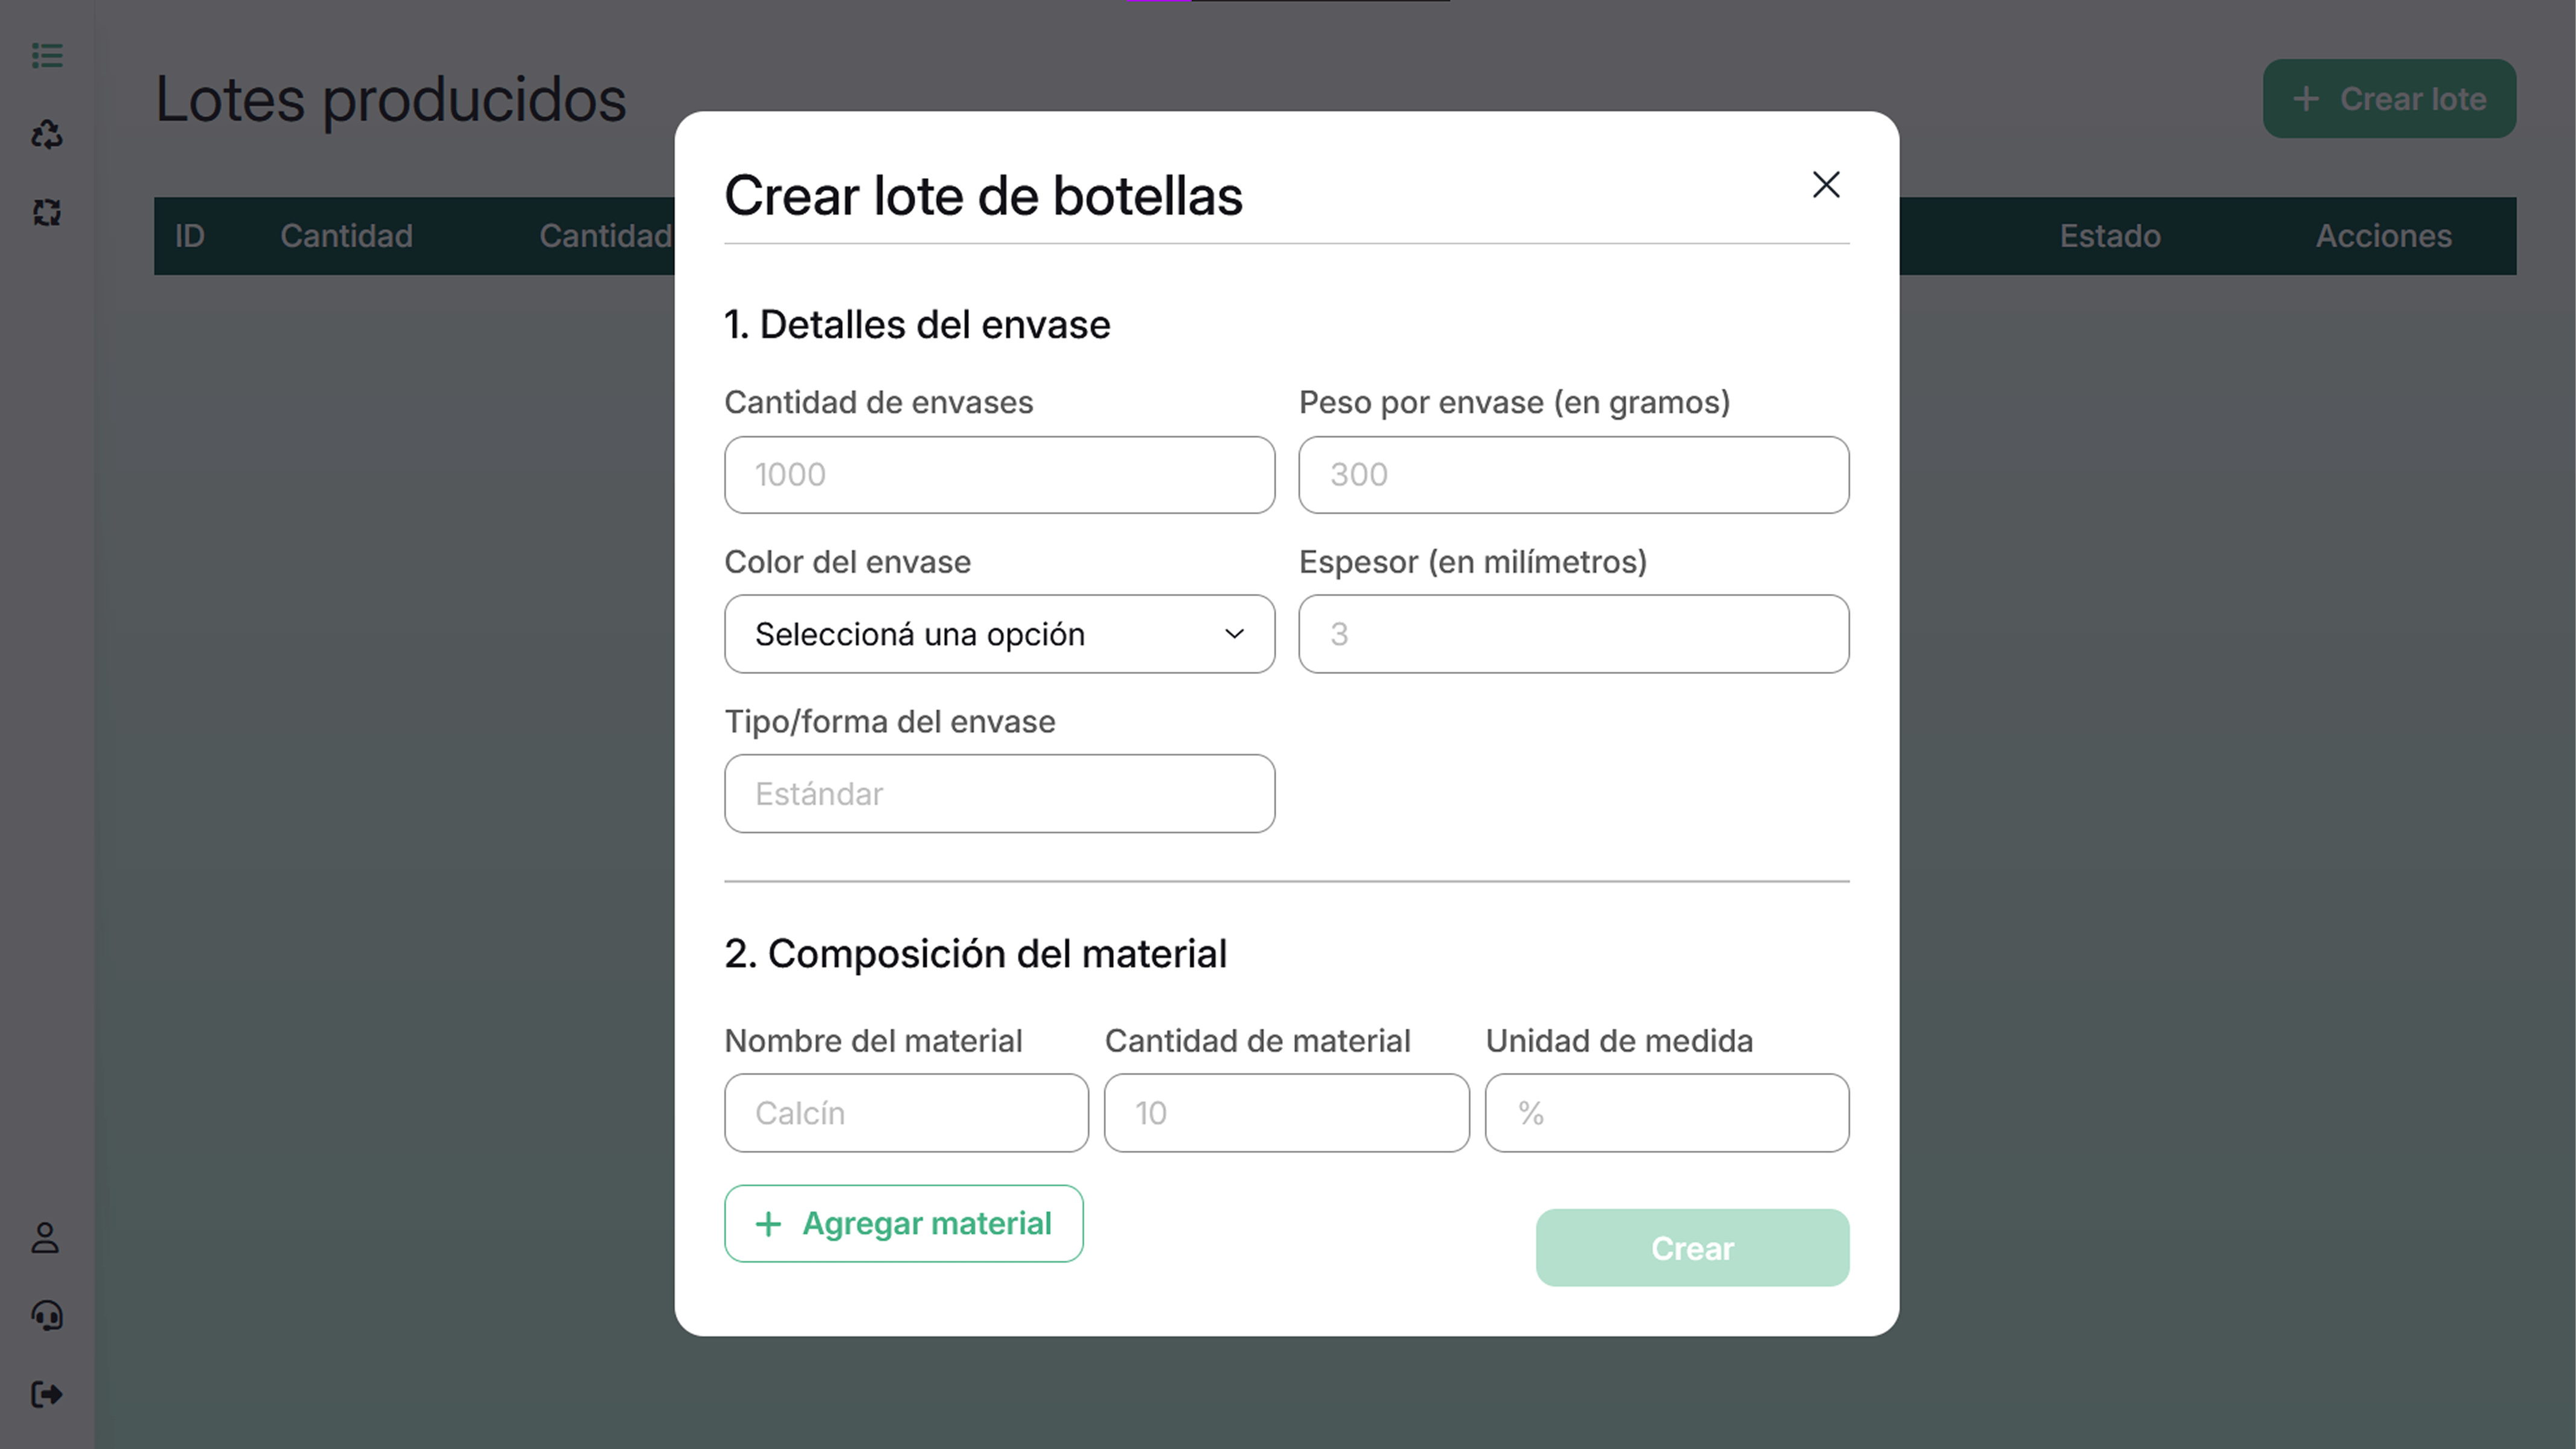 Lotes producidos
+ Crear lote
ID Cantidad Cantidad Estado Acciones
Crear lote de botellas
1. Detalles del envase
Cantidad de envases
Peso por envase (en gramos)
1000
300
Color del envase
Espesor (en milímetros)
Seleccioná una opción
3
Tipo/forma del envase
Estándar
2. Composición del material
Nombre del material
Cantidad de material
Unidad de medida
Calcín
10
%
+ Agregar material
Crear